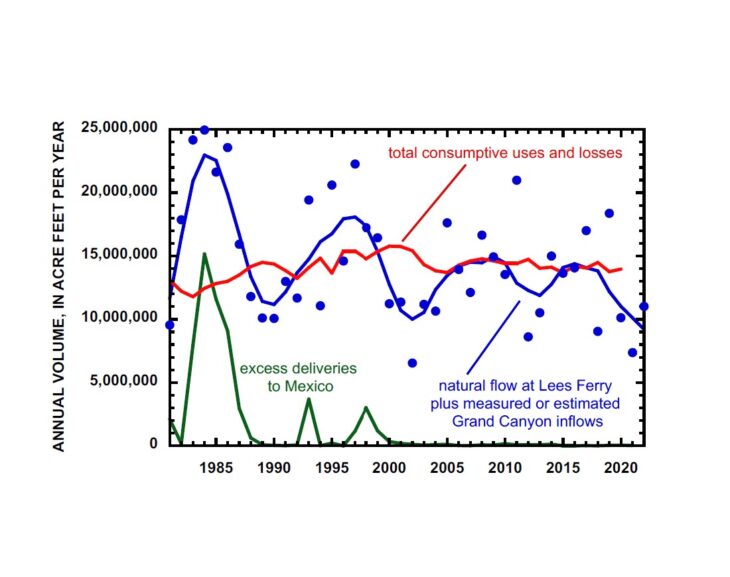 ANNUAL VOLUME, IN ACRE FEET PER YEAR
25,000,000
20,000,000
15,000,000
10,000,000
5,000,000
0
total consumptive uses and losses
excess deliveries
to Mexico
natural flow at Lees Ferry
plus measured or estimated
Grand Canyon inflows
1985 1990 1995 2000 2005 2010 2015 2020